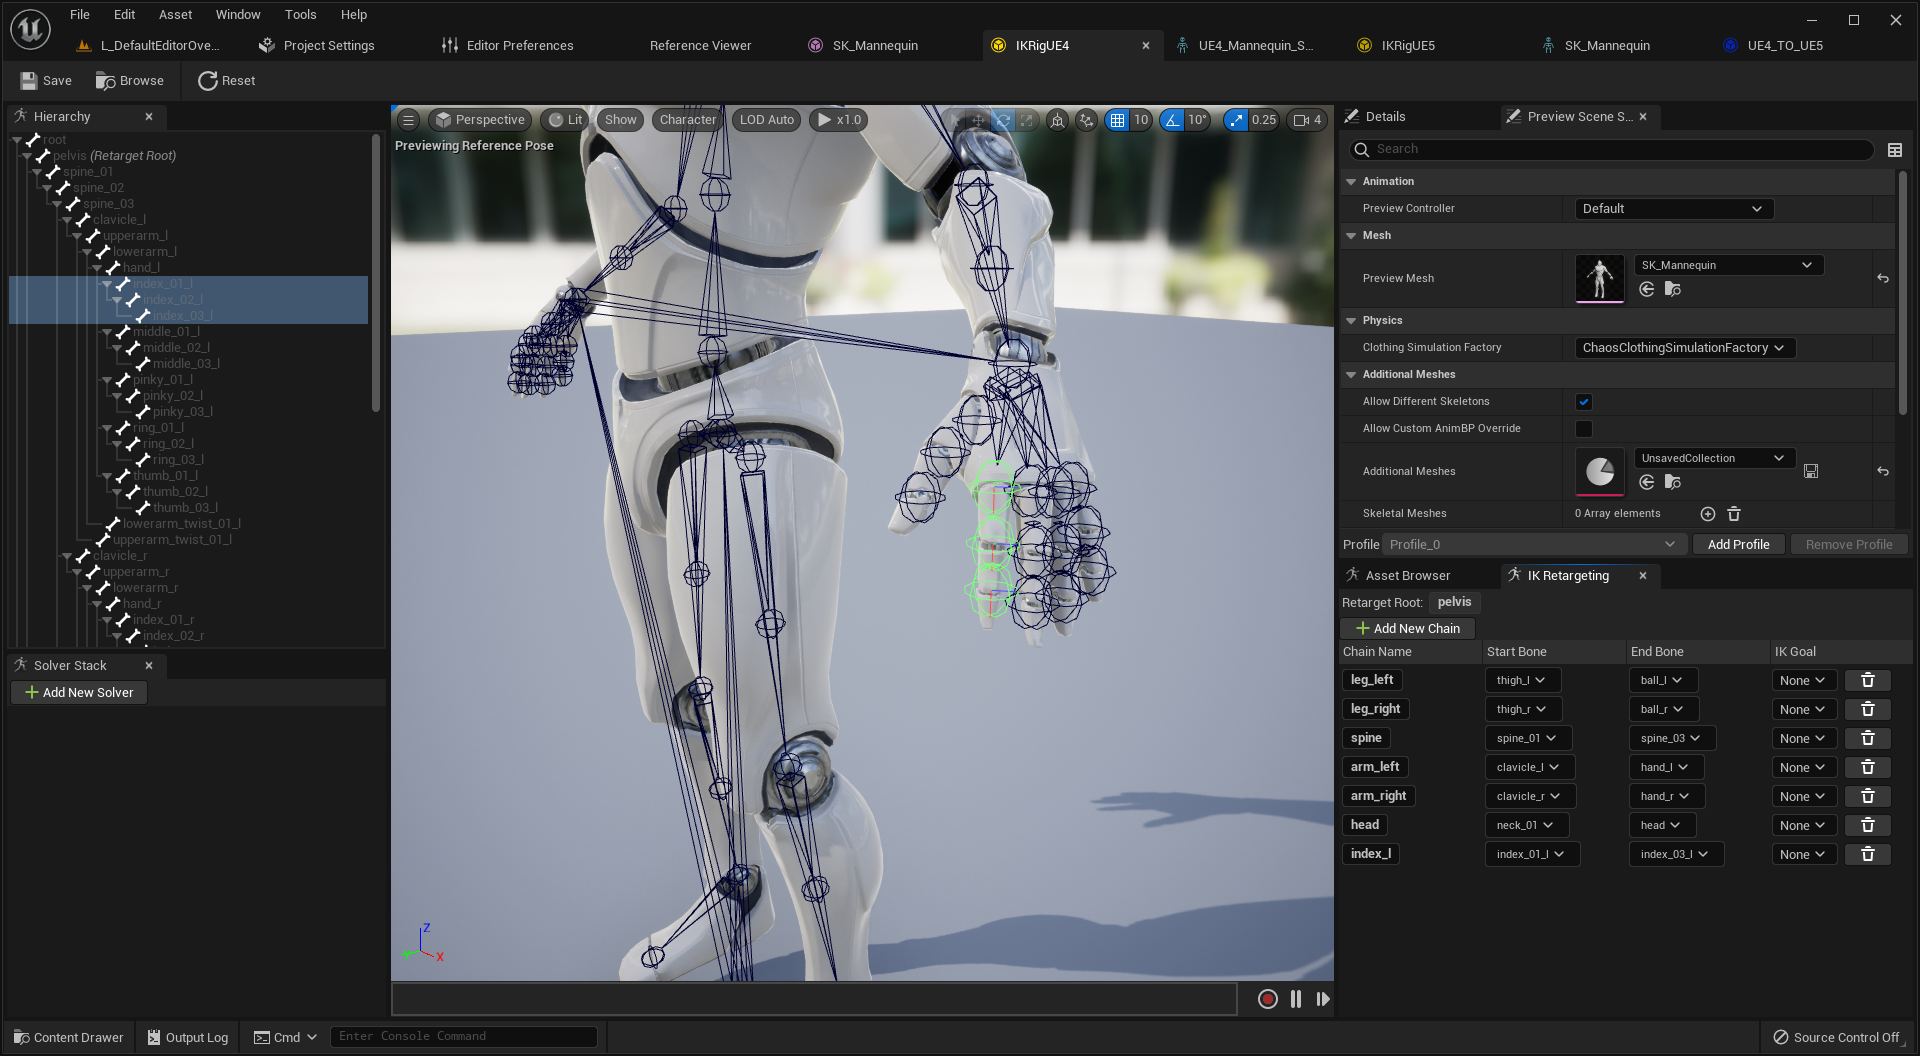 File Edit Asset Window Tools Help
L_DefaultEditorOve... Project Settings Editor Preferences Reference Viewer SK_Mannequin IKRigUE4 UE4_Mannequin_S... IKRigUE5 SK_Mannequin UE4_TO_UE5
Save Browse Reset
Hierarchy
root
pelvis (Retarget Root)
spine_01
spine_02
spine_03
clavicle_l
upperarm_l
lowerarm_l
hand_l
index_01_l
index_02_l
index_03_l
middle_01_l
middle_02_l
middle_03_l
pinky_01_l
pinky_02_l
pinky_03_l
ring_01_l
ring_02_l
ring_03_l
thumb_01_l
thumb_02_l
thumb_03_l
lowerarm_twist_01_l
upperarm_twist_01_l
clavicle_r
upperarm_r
lowerarm_r
hand_r
index_01_r
index_02_r
Solver Stack
Add New Solver
Perspective Lit Show Character LOD Auto x1.0 10 10° 0.25 4
Previewing Reference Pose
Z
X
Details Preview Scene S...
Search
Animation
Preview Controller Default
Mesh
Preview Mesh SK_Mannequin
Physics
Clothing Simulation Factory ChaosClothingSimulationFactory
Additional Meshes
Allow Different Skeletons
Allow Custom AnimBP Override
Additional Meshes UnsavedCollection
Skeletal Meshes 0 Array elements
Profile Profile_0 Add Profile Remove Profile
Asset Browser IK Retargeting
Retarget Root: pelvis
Add New Chain
Chain Name Start Bone End Bone IK Goal
leg_left thigh_l ball_l None
leg_right thigh_r ball_r None
spine spine_01 spine_03 None
arm_left clavicle_l hand_l None
arm_right clavicle_r hand_r None
head neck_01 head None
index_l index_01_l index_03_l None
Content Drawer Output Log Cmd Enter Console Command Source Control Off